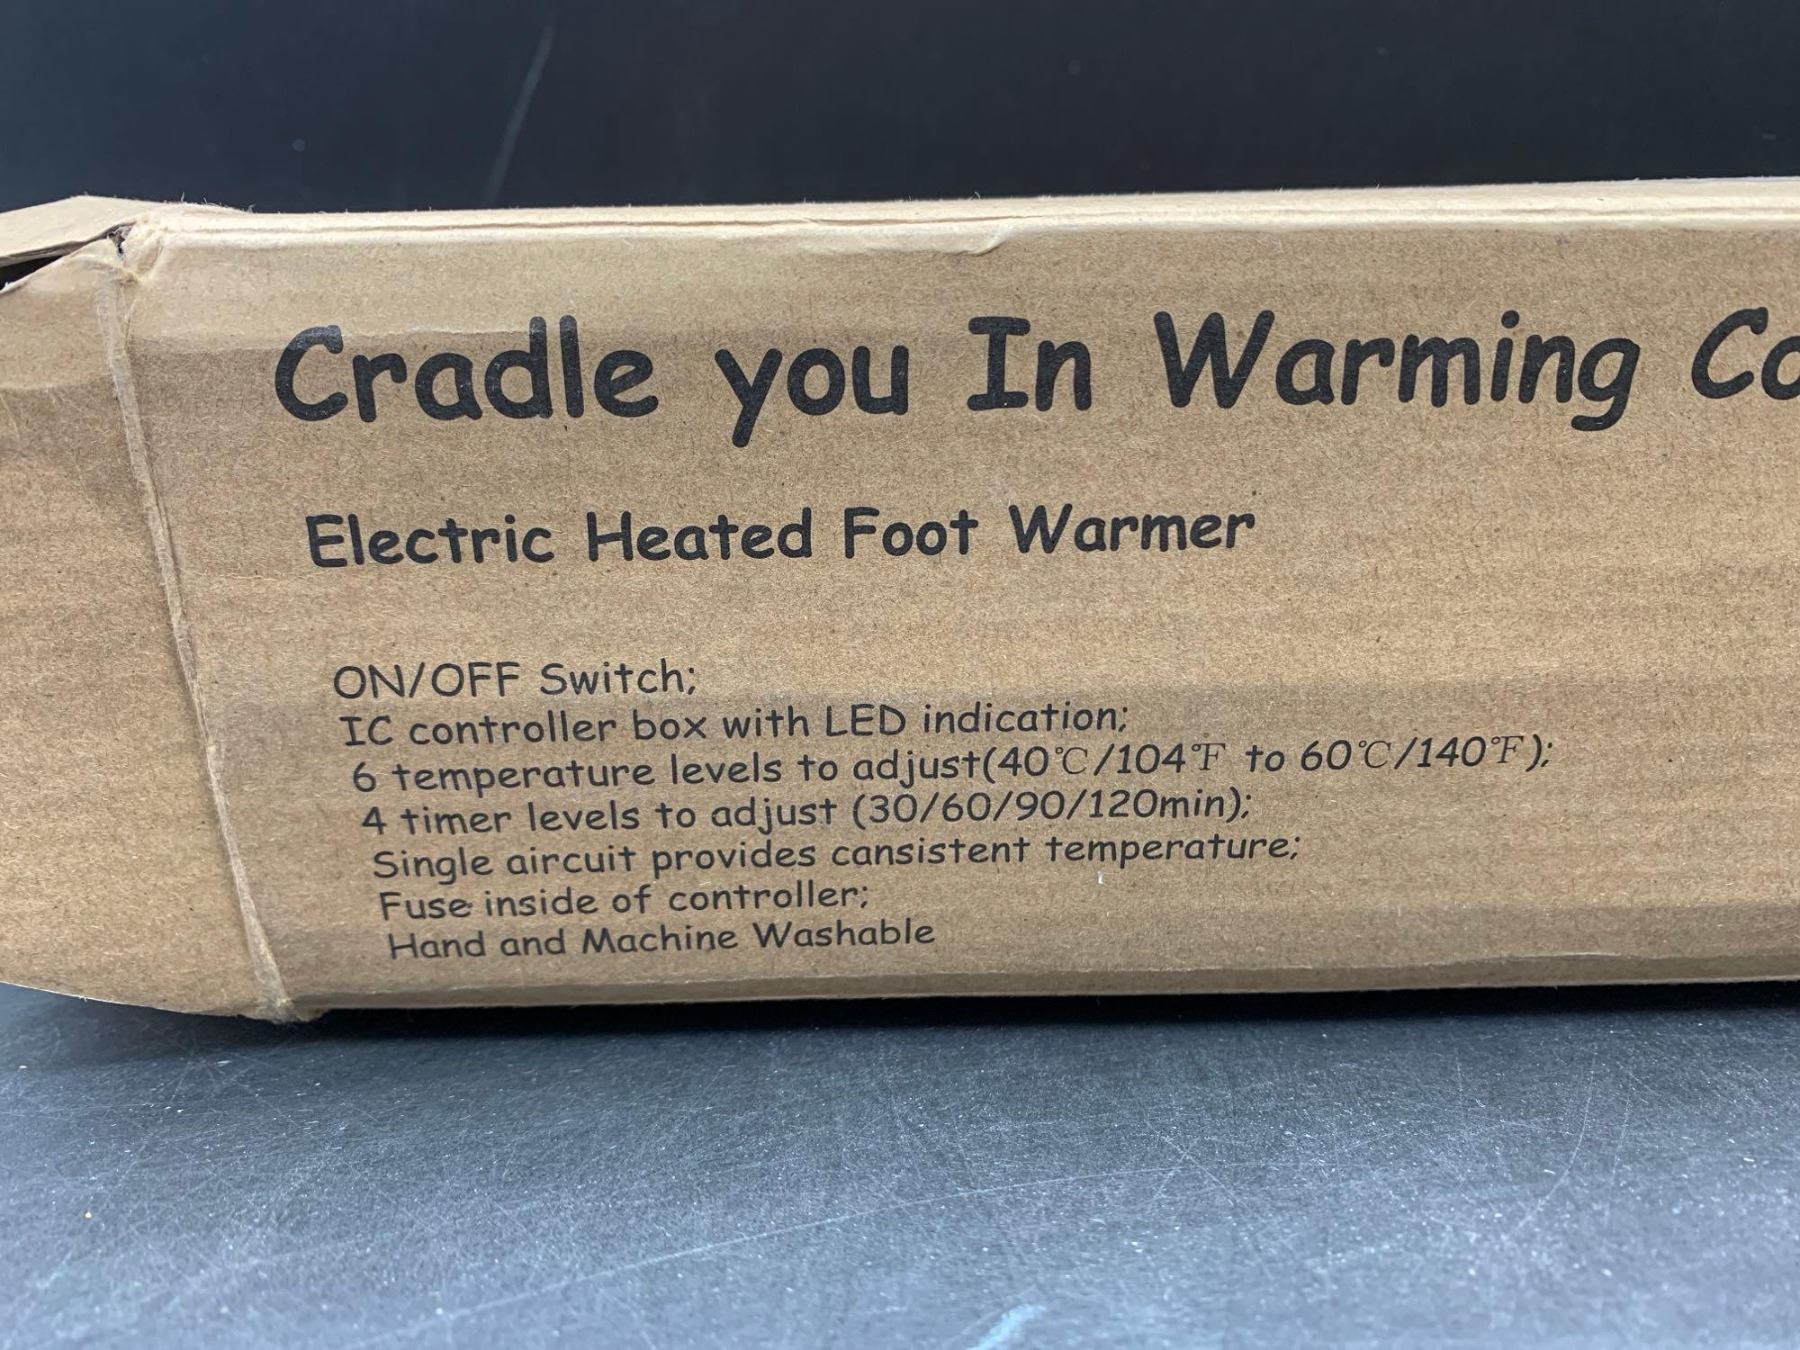 Cradle you In Warming Co
Electric Heated Foot Warmer
ON/OFF Switch;
IC controller box with LED indication;
6 temperature levels to adjust(40℃/104℉ to 60℃/140℉);
4 timer levels to adjust (30/60/90/120min);
Single aircuit provides cansistent temperature;
Fuse inside of controller;
Hand and Machine Washable